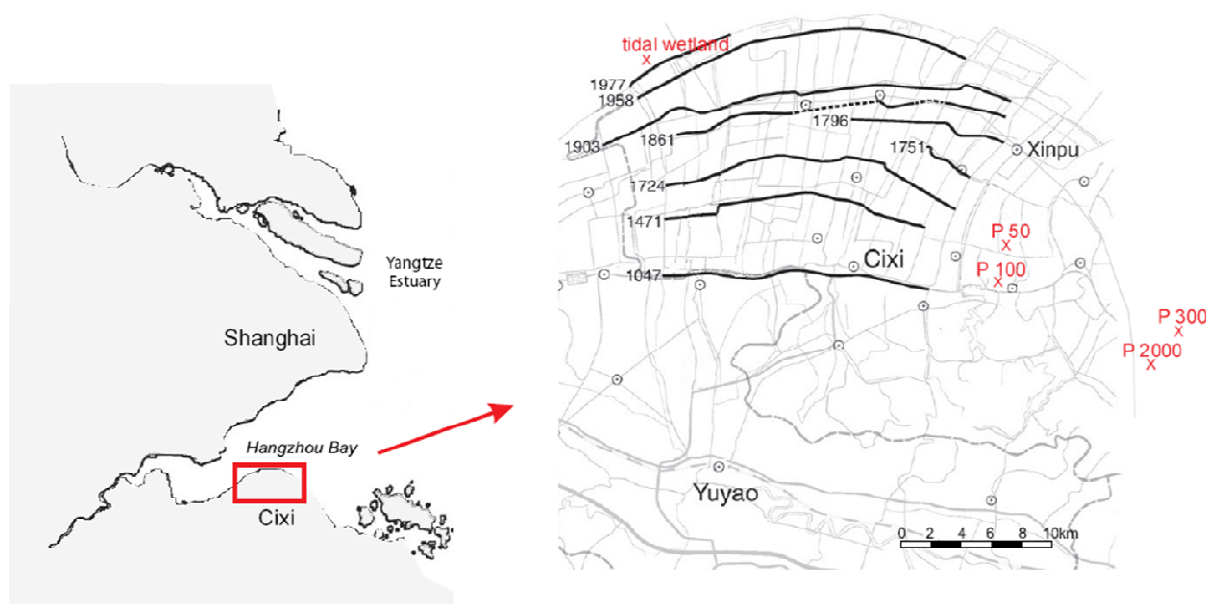 Yangtze
Estuary
Shanghai
Hangzhou Bay
Cixi
tidal wetland
x
1977
1958
1903
1861
1796
1751
Xinpu
1724
1471
P 50
x
Cixi
1047
P 100
x
P 300
x
P 2000
x
Yuyao
0 2 4 6 8 10km